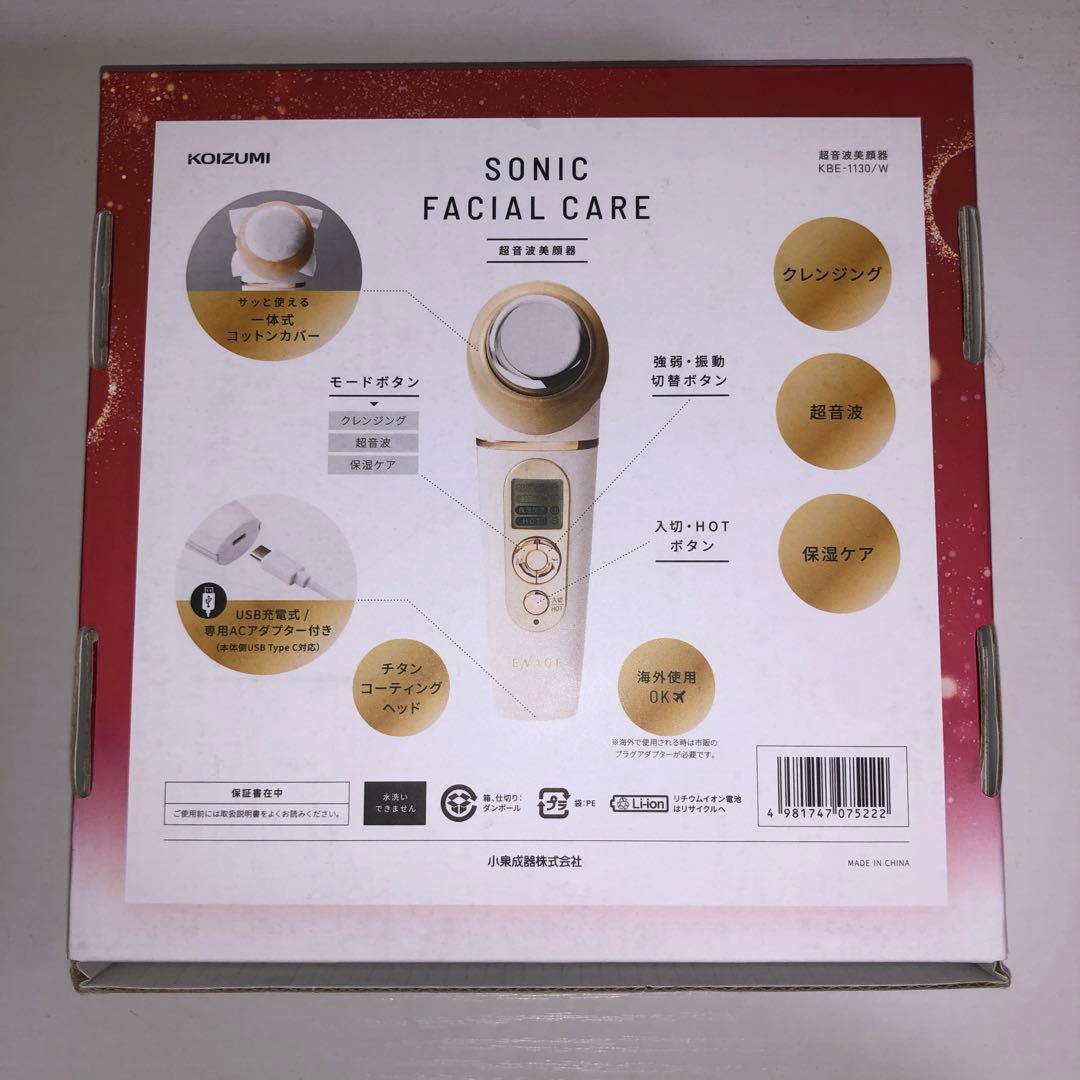 KOIZUMI
SONIC
FACIAL CARE
超音波美顔器
超音波美顔器
KBE-1130/W
サッと使える
一体式
コットンカバー
モードボタン
クレンジング
超音波
保湿ケア
強弱・振動
切替ボタン
クレンジング
超音波
保湿ケア
入切・HOT
ボタン
保湿ケア
HOT
入切
HOT
ENAGE
USB充電式 /
専用ACアダプター付き
(本体側USB Type C対応)
チタン
コーティング
ヘッド
海外使用
OK
※海外で使用される時は市販の
プラグアダプターが必要です。
保証書在中
ご使用前には取扱説明書をよくお読みください。
水洗い
できません
箱、仕切り:
ダンボール
プラ
袋:PE
Li-ion
リチウムイオン電池
はリサイクルへ
4 981747 075222
小泉成器株式会社
MADE IN CHINA